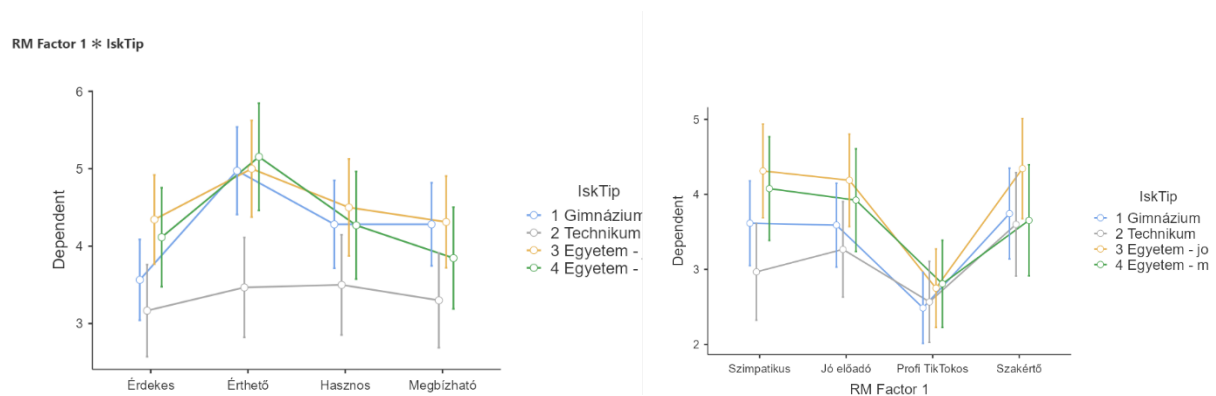 RM Factor 1 ✻ IskTip
6
5
4
3
Dependent
Érdekes Érthető Hasznos Megbízható
IskTip
1 Gimnázium
2 Technikum
3 Egyetem -
4 Egyetem -
5
4
3
2
Dependent
Szimpatikus Jó előadó Profi TikTokos Szakértő
RM Factor 1
IskTip
1 Gimnázium
2 Technikum
3 Egyetem - jo
4 Egyetem - m